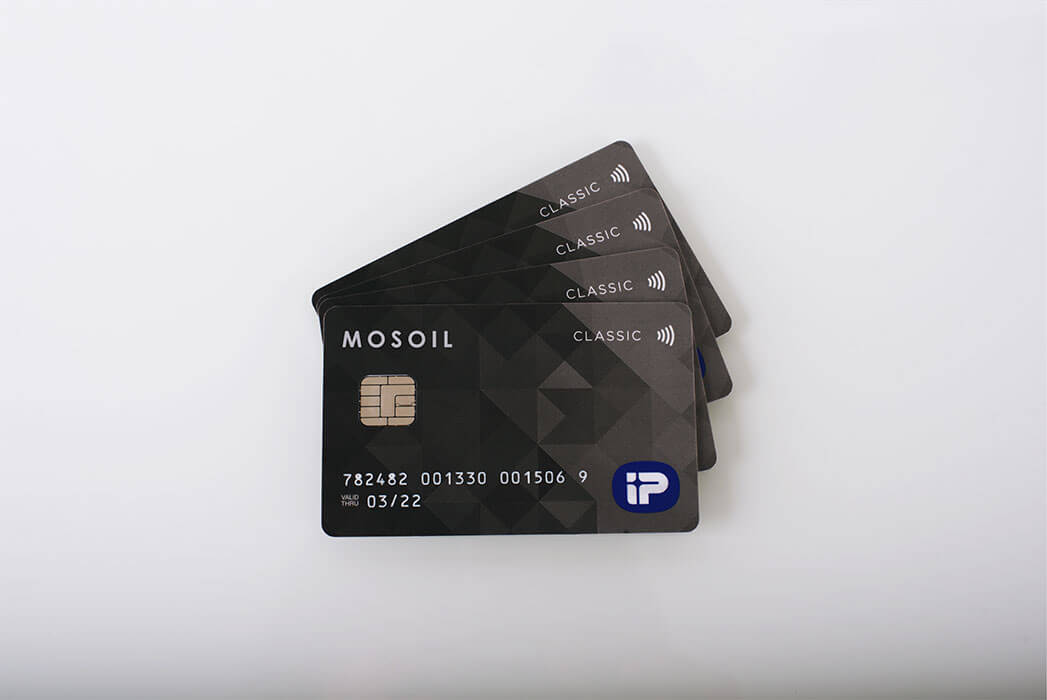 CLASSIC
CLASSIC
CLASSIC
MOSOIL CLASSIC
782482 001330 001506 9
VALID
THRU 03/22
iP